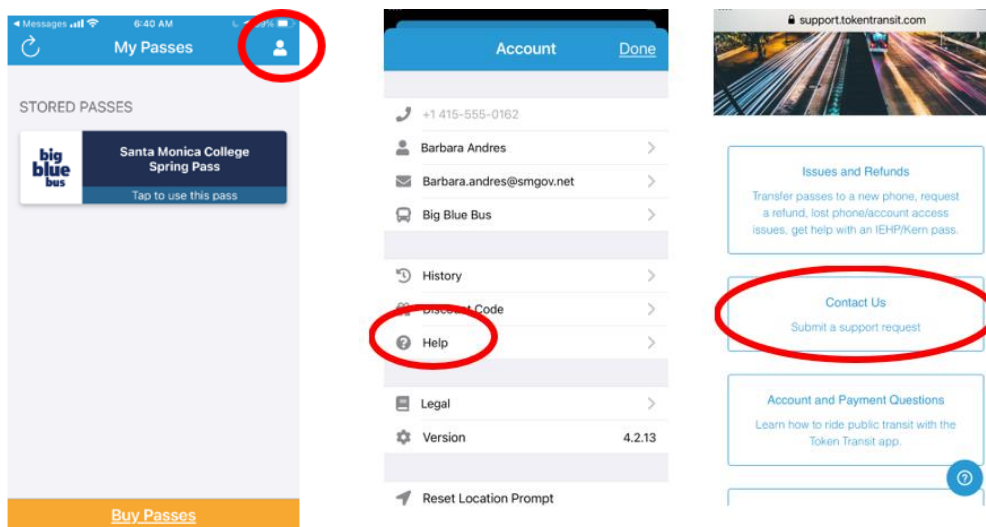 Messages
6:40 AM
My Passes
STORED PASSES
big
blue
bus
Santa Monica College
Spring Pass
Tap to use this pass
Buy Passes
Account
Done
+1 415-555-0162
Barbara Andres
Barbara.andres@smgov.net
Big Blue Bus
History
Discount Code
Help
Legal
Version
4.2.13
Reset Location Prompt
support.tokentransit.com
Issues and Refunds
Transfer passes to a new phone, request
a refund, lost phone/account access
issues, get help with an IEHP/Kern pass.
Contact Us
Submit a support request
Account and Payment Questions
Learn how to ride public transit with the
Token Transit app.